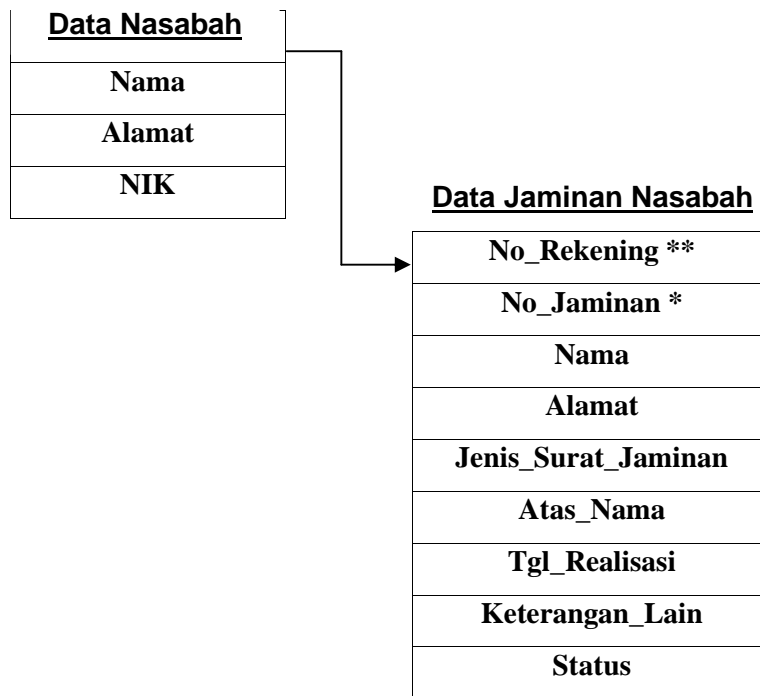 Data Nasabah
Nama
Alamat
NIK
Data Jaminan Nasabah
No_Rekening **
No_Jaminan *
Nama
Alamat
Jenis_Surat_Jaminan
Atas_Nama
Tgl_Realisasi
Keterangan_Lain
Status